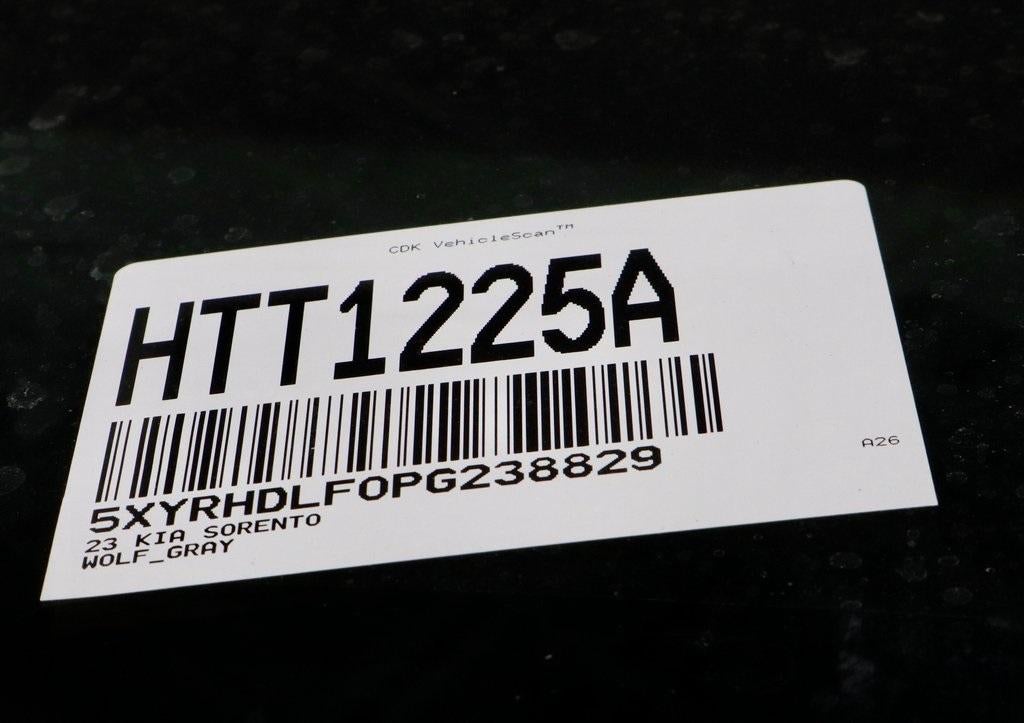 CDK VehicleScan™
HTT1225A
5XYRHDLF0PG238829
A26
23 KIA SORENTO
WOLF_GRAY